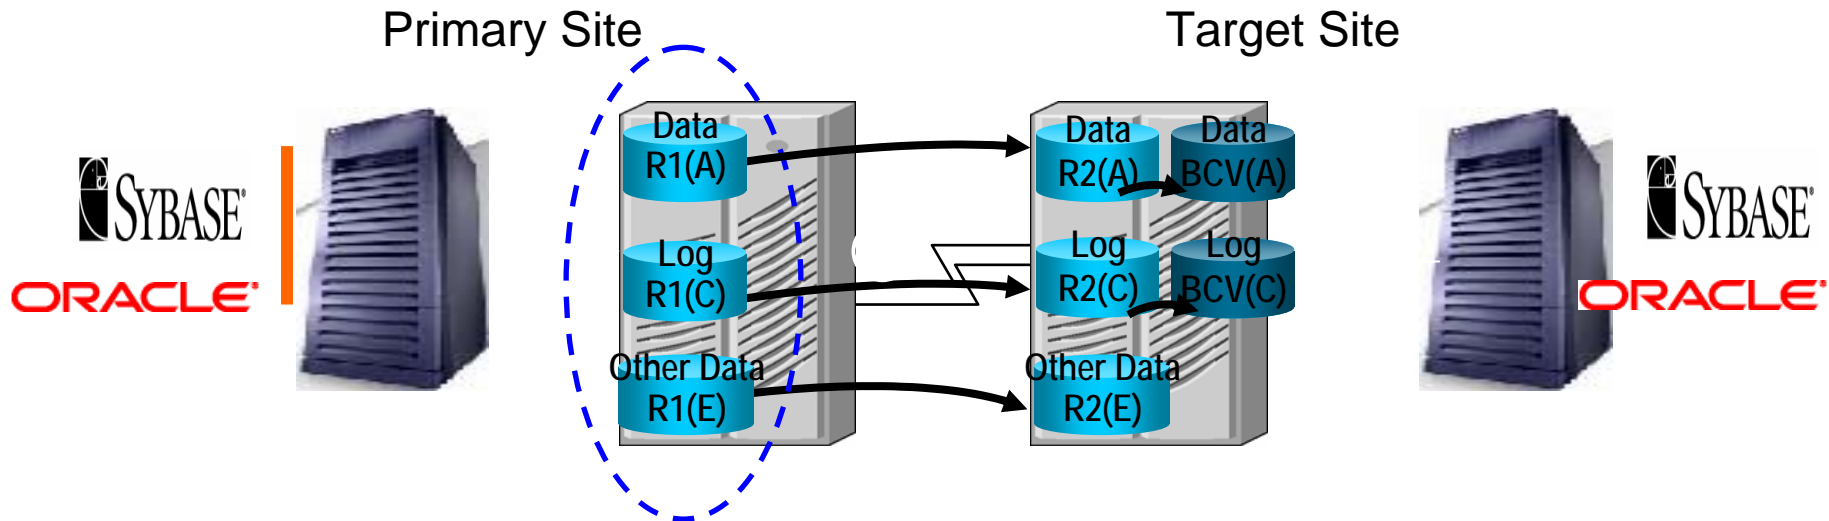 Primary Site
Target Site
SYBASE®
ORACLE®
Data
R1(A)
Log
R1(C)
Other Data
R1(E)
Data
R2(A)
Data
BCV(A)
Log
R2(C)
Log
BCV(C)
Other Data
R2(E)
SYBASE®
ORACLE®